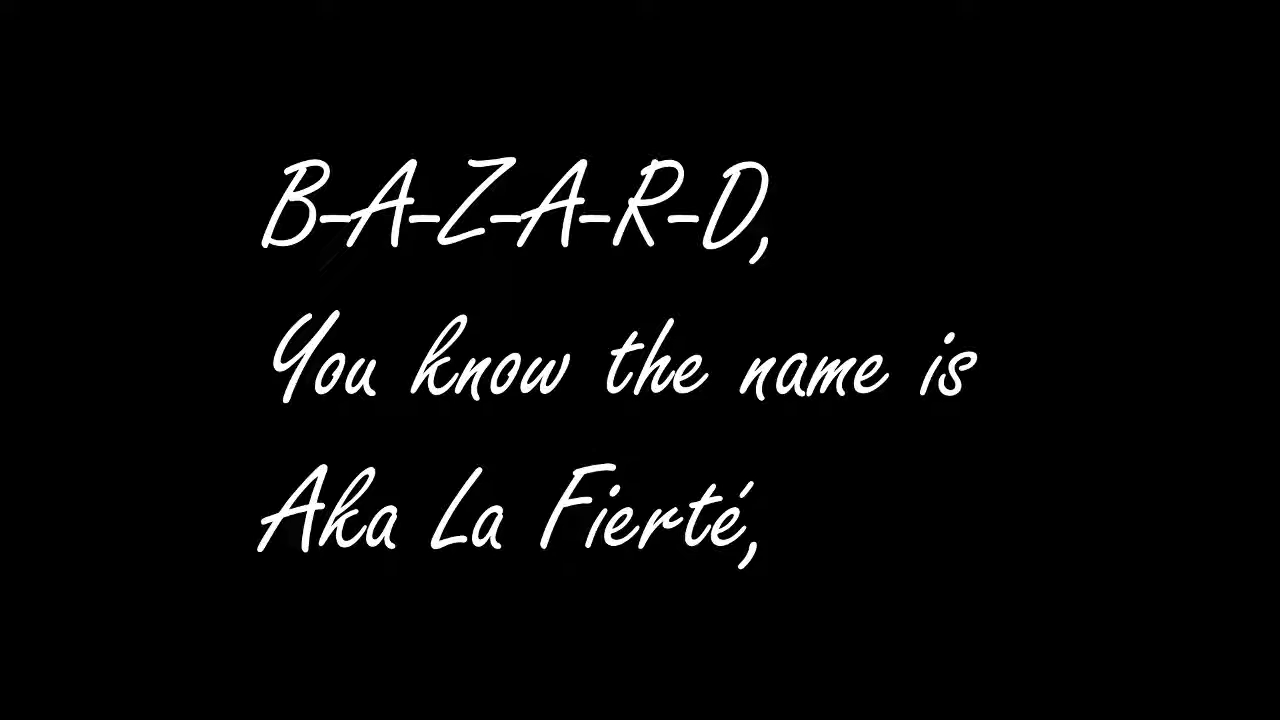 B-A-Z-A-R-D,
You know the name is
Aka La Fierté,